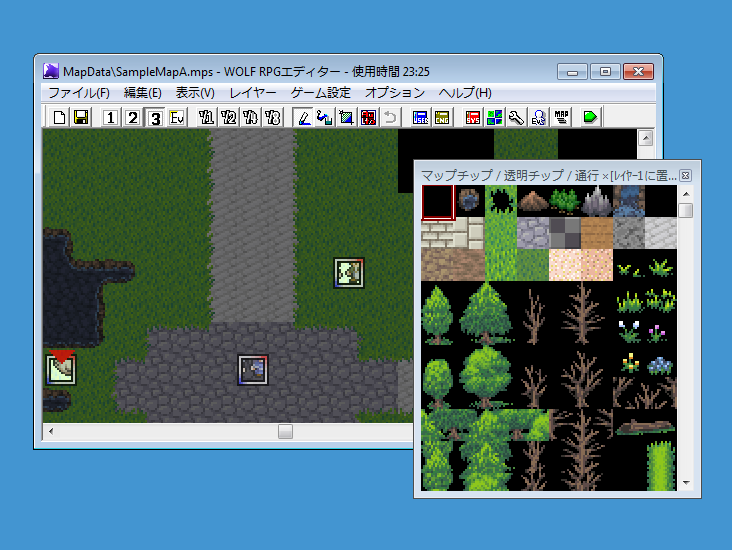 MapData\SampleMapA.mps - WOLF RPGエディター - 使用時間 23:25
ファイル(F) 編集(E) 表示(V) レイヤー ゲーム設定 オプション ヘルプ(H)
1 2 3 Ev
マップチップ / 透明チップ / 通行 ×[ﾚｲﾔｰ1に置...